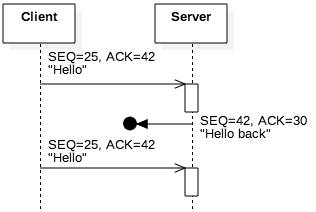 Client
Server
SEQ=25, ACK=42
"Hello"
SEQ=42, ACK=30
"Hello back"
SEQ=25, ACK=42
"Hello"